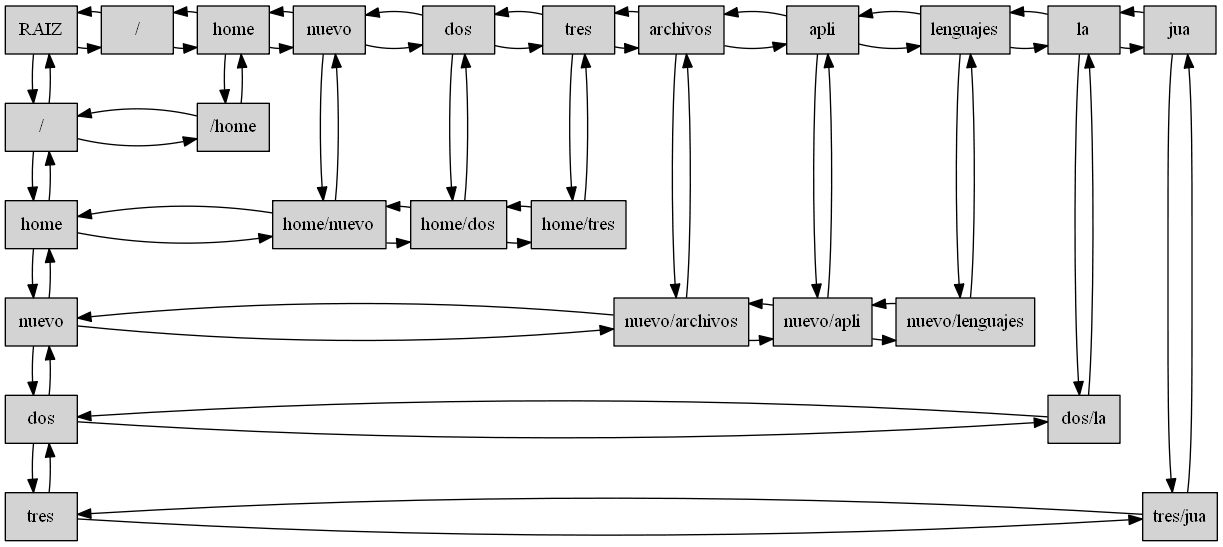 RAIZ / home nuevo dos tres archivos apli lenguajes la jua
/ /home
home home/nuevo home/dos home/tres
nuevo nuevo/archivos nuevo/apli nuevo/lenguajes
dos dos/la
tres tres/jua